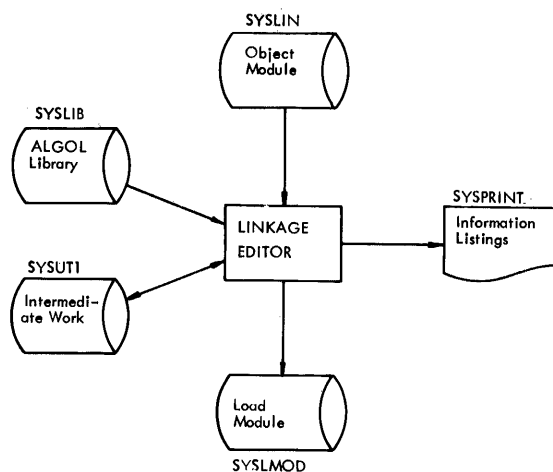 SYSLIN
Object
Module
SYSLIB
ALGOL
Library
SYSPRINT
LINKAGE
EDITOR
Information
Listings
SYSUT1
Intermedi-
ate Work
Load
Module
SYSLMOD